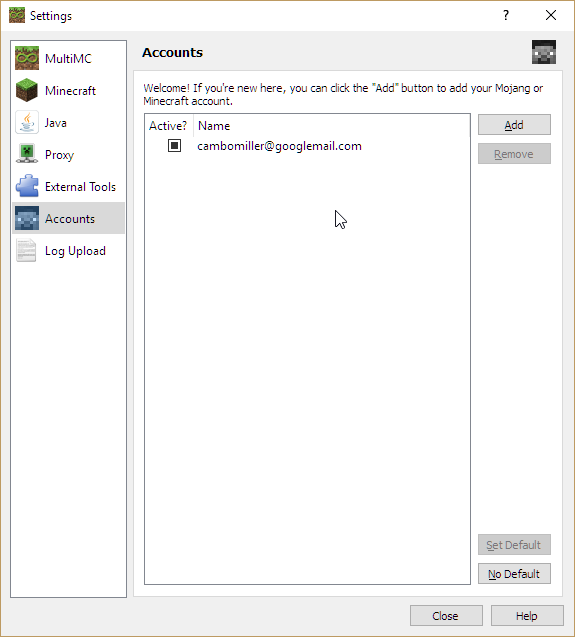 Settings
?
MultiMC
Minecraft
Java
Proxy
External Tools
Accounts
Log Upload
Accounts
Welcome! If you're new here, you can click the "Add" button to add your Mojang or
Minecraft account.
Active? Name
cambomiller@googlemail.com
Add
Remove
Set Default
No Default
Close Help